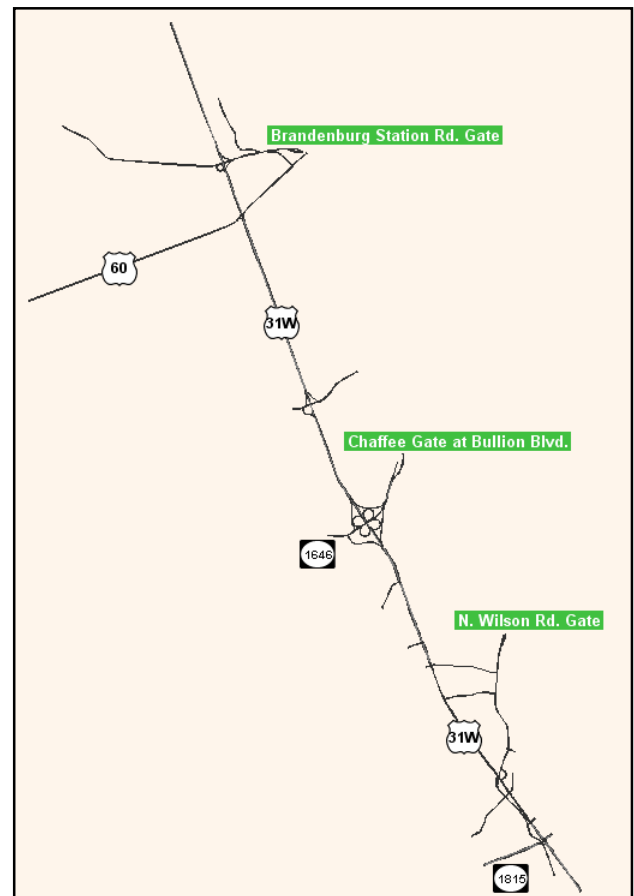 Brandenburg Station Rd. Gate
60
31W
Chaffee Gate at Bullion Blvd.
1646
N. Wilson Rd. Gate
31W
1815